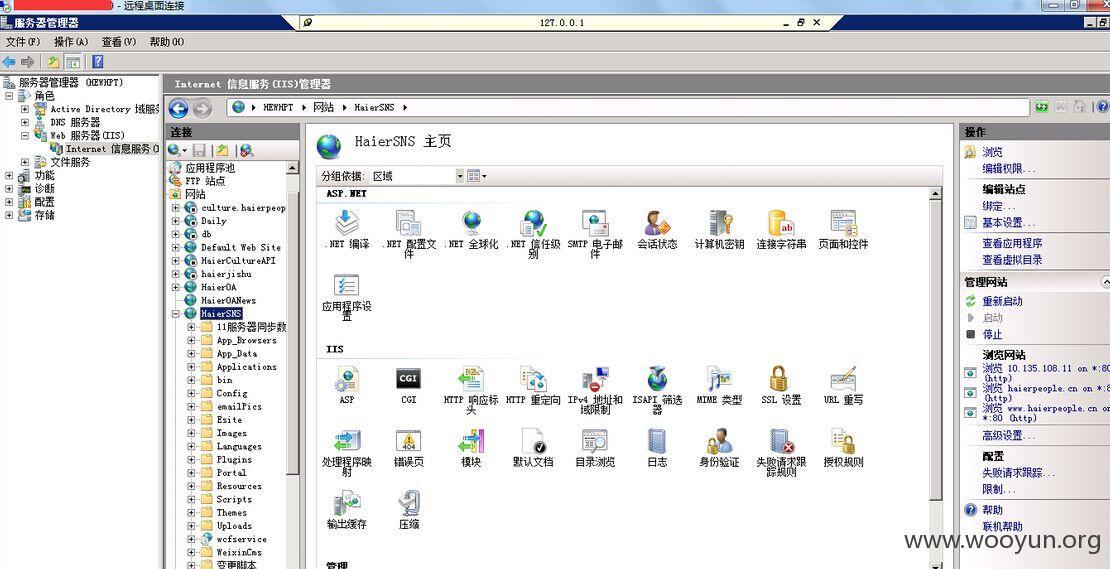 - 远程桌面连接
服务器管理器
127.0.0.1
文件(F) 操作(A) 查看(V) 帮助(H)
服务器管理器 (HEWHPT)
角色
Active Directory 域服务
DNS 服务器
Web 服务器(IIS)
Internet 信息服务(I
文件服务
功能
诊断
配置
存储
Internet 信息服务(IIS)管理器
HEWHPT 网站 HaierSNS
连接
应用程序池
FTP 站点
网站
culture.haierpeop
Daily
db
Default Web Site
HaierCultureAPI
haierjishu
HaierOA
HaierOANews
HaierSNS
11服务器同步数
App_Browsers
App_Data
Applications
bin
Config
emailPics
Esite
Images
Languages
Plugins
Portal
Resources
Scripts
Themes
Uploads
wcfservice
WeixinCms
变更脚本
HaierSNS 主页
分组依据: 区域
ASP.NET
.NET 编译
.NET 配置文件
.NET 全球化
.NET 信任级别
SMTP 电子邮件
会话状态
计算机密钥
连接字符串
页面和控件
应用程序设置
IIS
ASP
CGI
HTTP 响应标头
HTTP 重定向
IPv4 地址和域限制
ISAPI 筛选器
MIME 类型
SSL 设置
URL 重写
处理程序映射
错误页
模块
默认文档
目录浏览
日志
身份验证
失败请求跟踪规则
授权规则
输出缓存
压缩
管理
操作
浏览
编辑权限...
编辑站点
绑定...
基本设置...
查看应用程序
查看虚拟目录
管理网站
重新启动
启动
停止
浏览网站
浏览 10.135.108.11 on *:80
(http)
浏览 haierpeople.cn on *:80
(http)
浏览 www.haierpeople.cn on
*:80 (http)
高级设置...
配置
失败请求跟踪...
限制...
帮助
联机帮助
www.wooyun.org